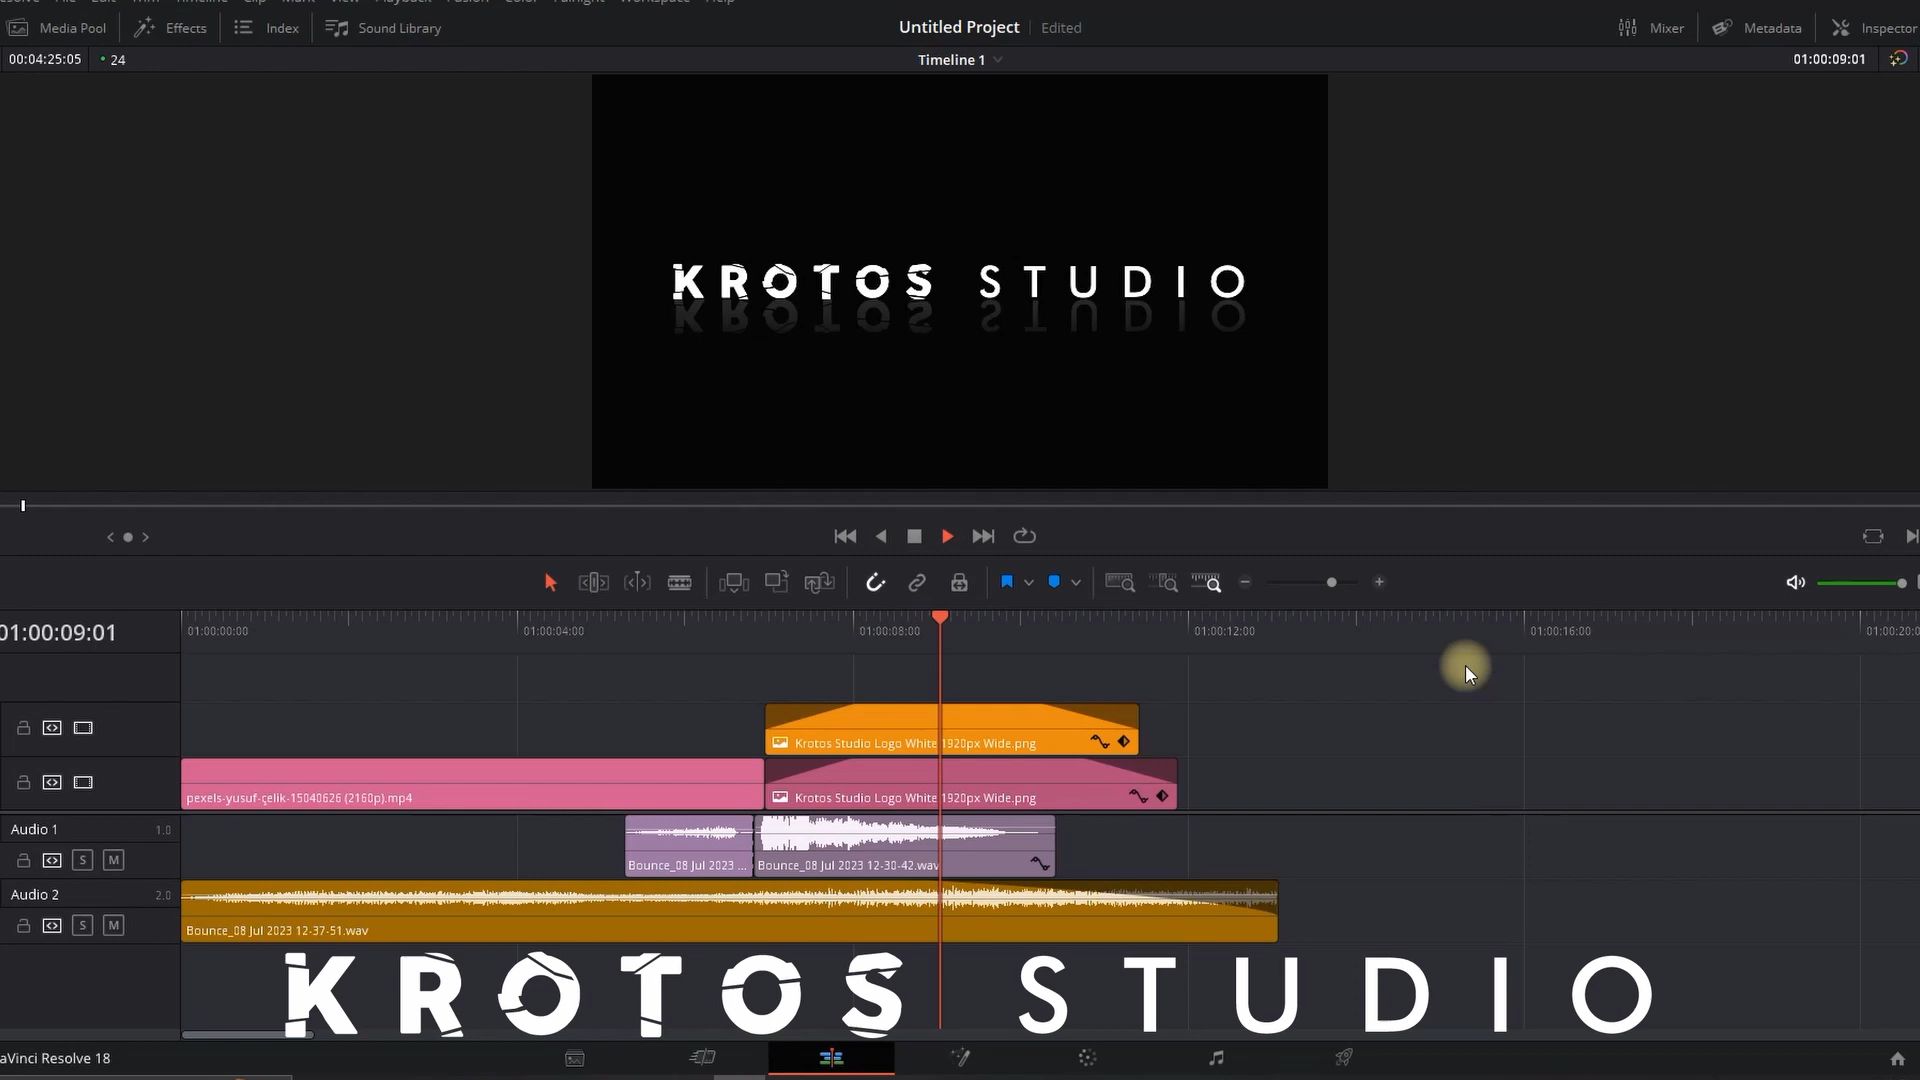 Media Pool Effects Index Sound Library Untitled Project Edited Mixer Metadata Inspector
00:04:25:05 24 Timeline 1 01:00:09:01
KROTOS STUDIO
01:00:09:01 01:00:00:00 01:00:04:00 01:00:08:00 01:00:12:00 01:00:16:00 01:00:20:0
Krotos Studio Logo White 1920px Wide.png
pexels-yusuf-çelik-15040626 (2160p).mp4 Krotos Studio Logo White 1920px Wide.png
Audio 1 1.0
S M Bounce_08 Jul 2023 ... Bounce_08 Jul 2023 12-30-42.wav
Audio 2 2.0
S M Bounce_08 Jul 2023 12-37-51.wav
KROTOS STUDIO
aVinci Resolve 18